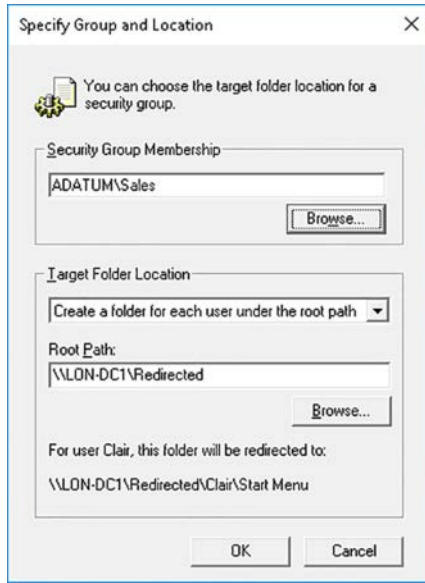 Specify Group and Location
You can choose the target folder location for a
security group.
Security Group Membership
ADATUM\Sales
Browse...
Target Folder Location
Create a folder for each user under the root path
Root Path:
\\LON-DC1\Redirected
Browse...
For user Clair, this folder will be redirected to:
\\LON-DC1\Redirected\Clair\Start Menu
OK Cancel